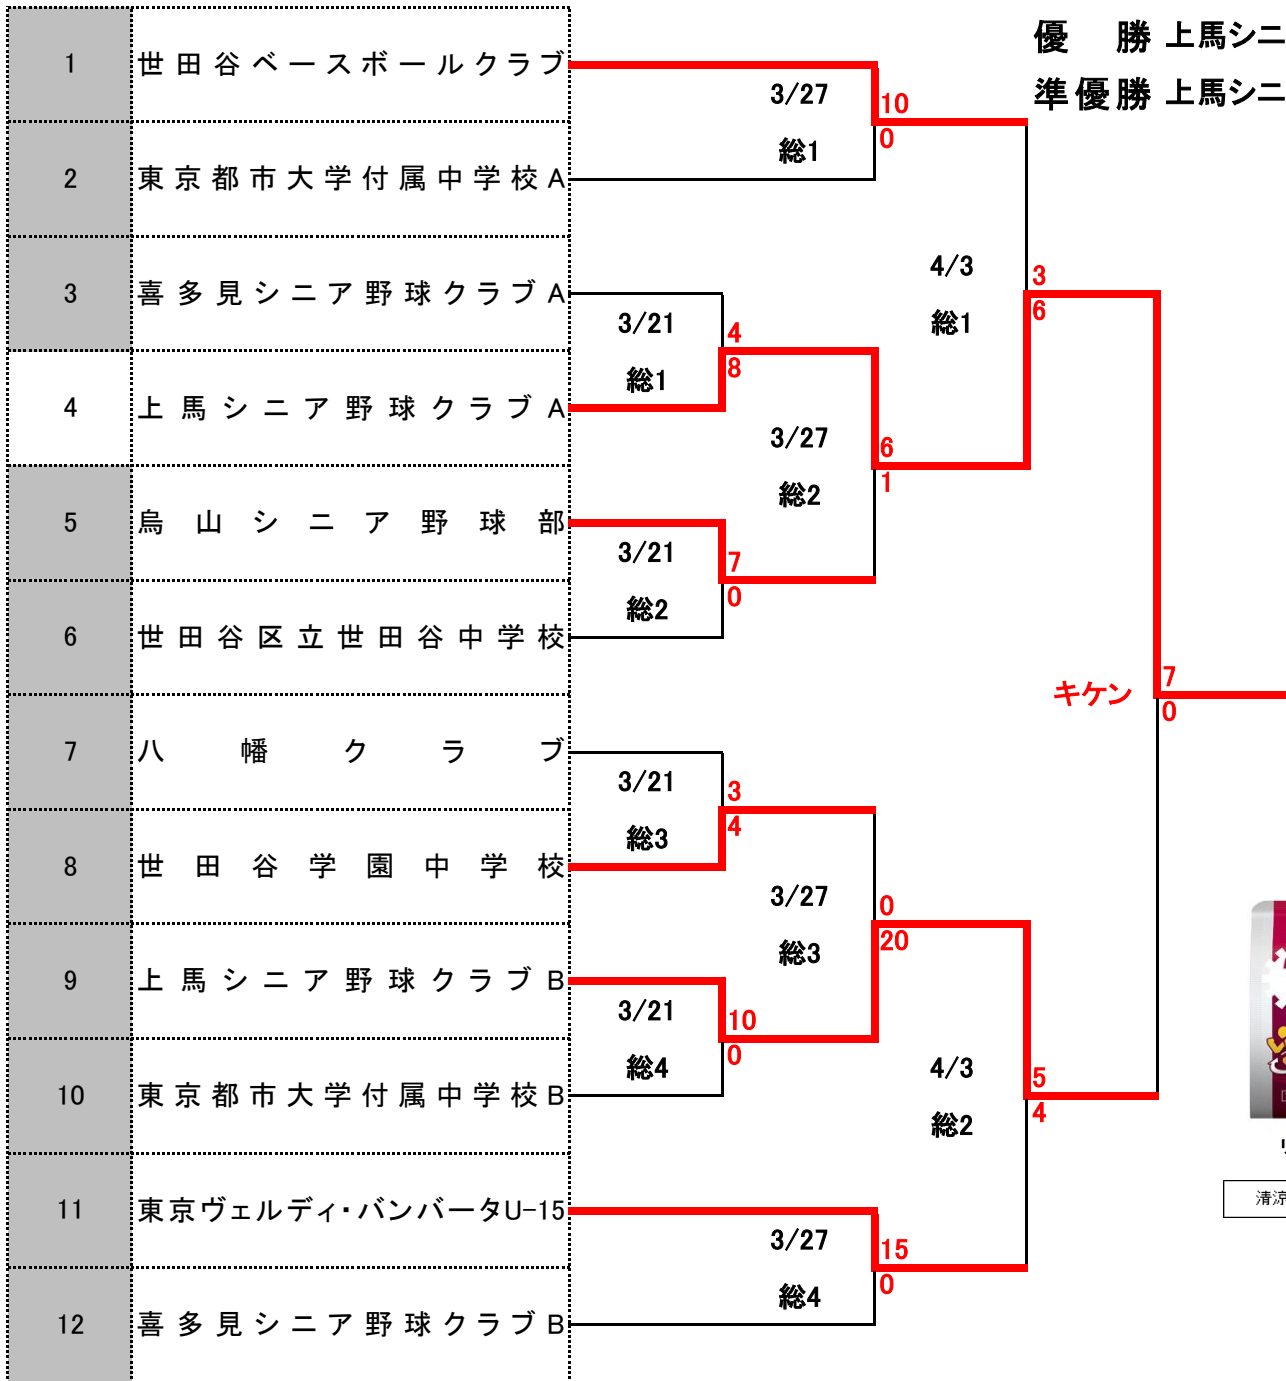 優勝 上馬シニ
準優勝 上馬シニ
1 世田谷ベースボールクラブ
2 東京都市大学付属中学校A
3 喜多見シニア野球クラブA
4 上馬シニア野球クラブA
5 烏山シニア野球部
6 世田谷区立世田谷中学校
7 八幡クラブ
8 世田谷学園中学校
9 上馬シニア野球クラブB
10 東京都市大学付属中学校B
11 東京ヴェルディ・バンバータU-15
12 喜多見シニア野球クラブB
3/21
総1
4
8
3/21
総2
7
0
3/21
総3
3
4
3/21
総4
10
0
3/27
総1
10
0
3/27
総2
6
1
3/27
総3
0
20
3/27
総4
15
0
4/3
総1
3
6
4/3
総2
5
4
キケン
7
0
清涼